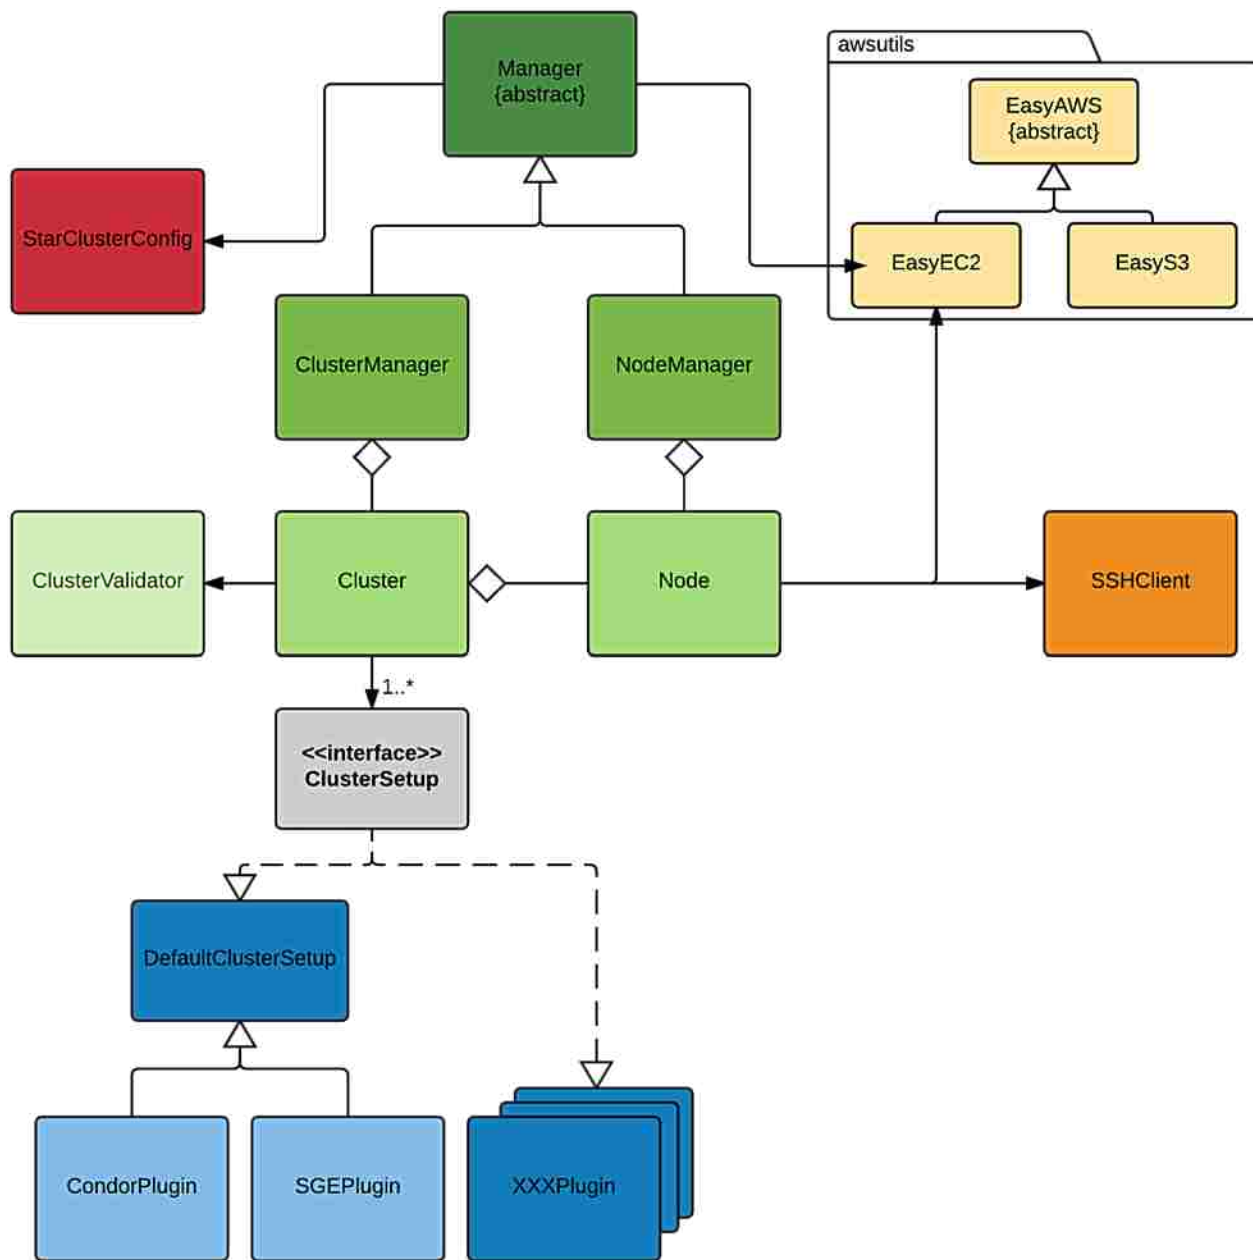 Manager
{abstract}
awsutils
EasyAWS
{abstract}
StarClusterConfig
EasyEC2
EasyS3
ClusterManager
NodeManager
ClusterValidator
Cluster
Node
SSHClient
1..*
<<interface>>
ClusterSetup
DefaultClusterSetup
CondorPlugin
SGEPlugin
XXXPlugin